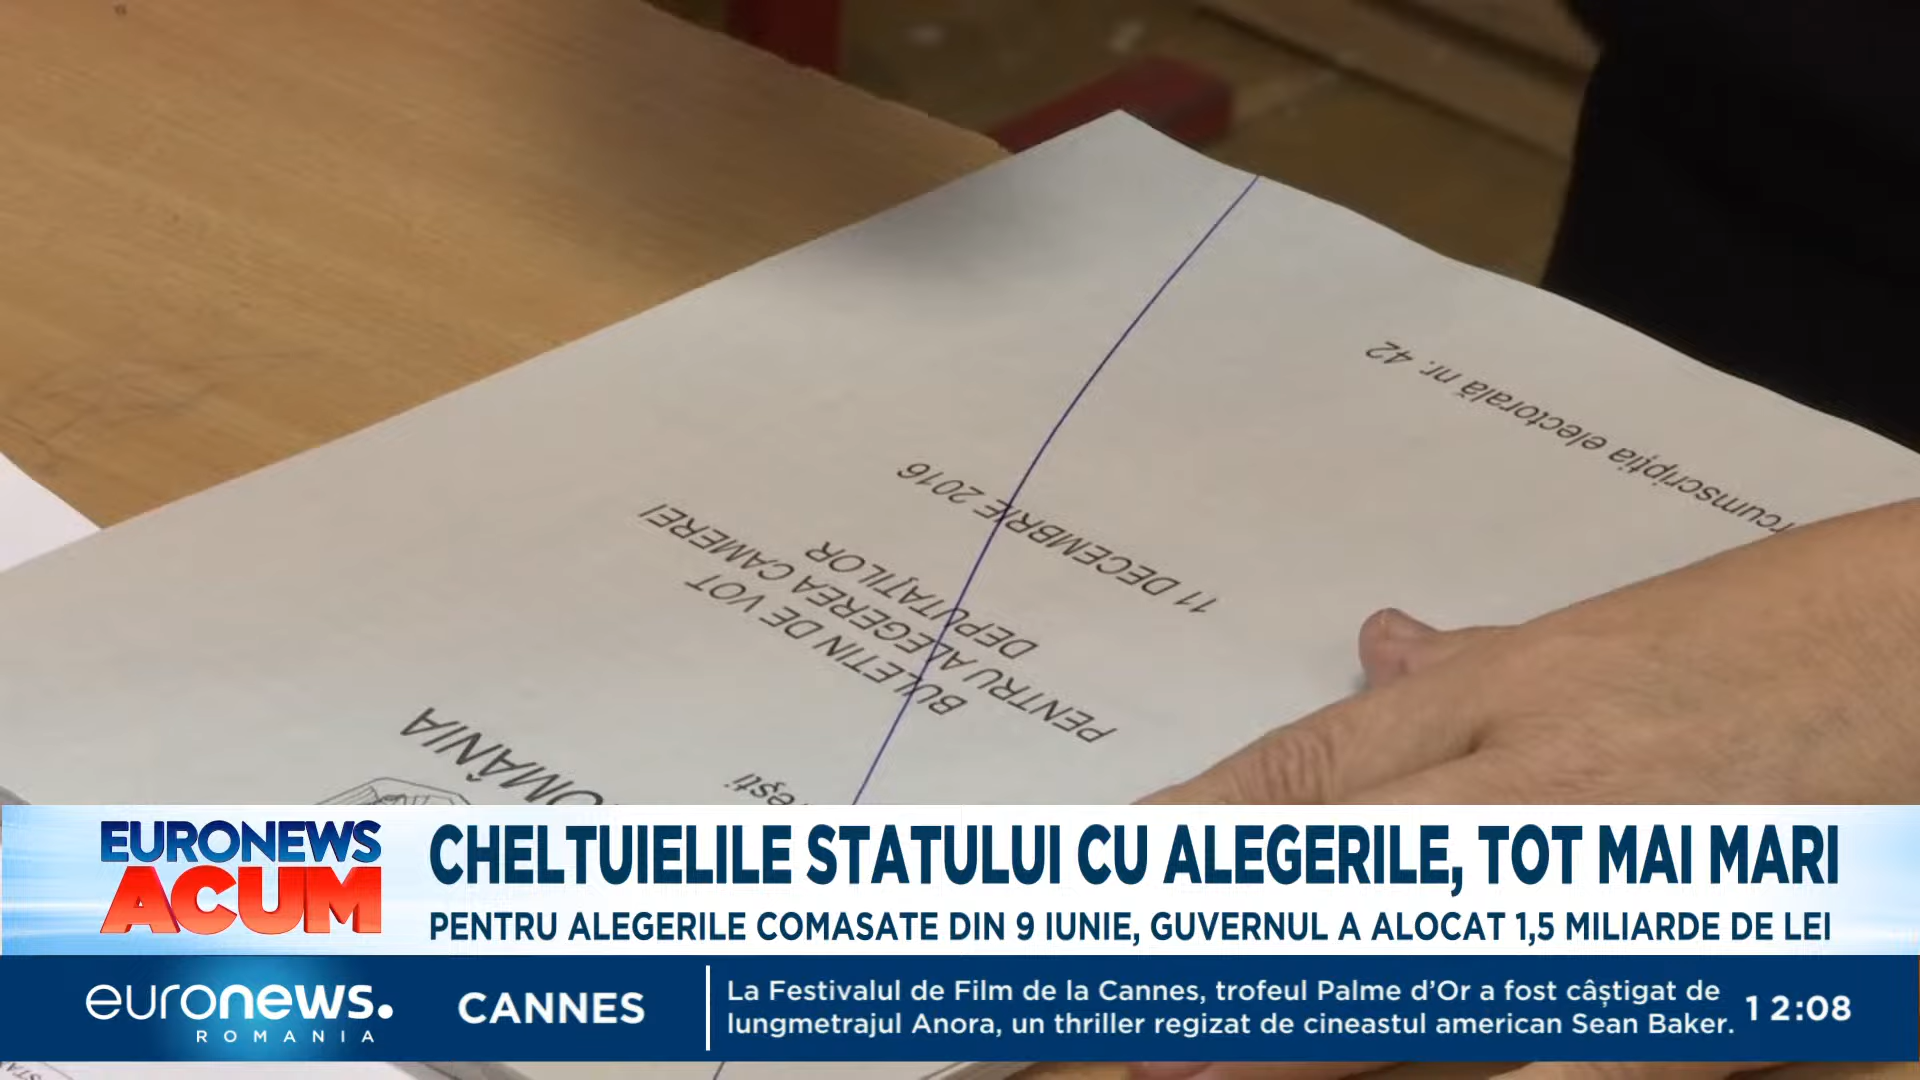 Circumscripția electorală nr. 42
11 DECEMBRIE 2016
DEPUTAȚILOR
PENTRU ALEGEREA CAMEREI
BULETIN DE VOT
ROMÂNIA
EURONEWS
ACUM
CHELTUIELILE STATULUI CU ALEGERILE, TOT MAI MARI
PENTRU ALEGERILE COMASATE DIN 9 IUNIE, GUVERNUL A ALOCAT 1,5 MILIARDE DE LEI
euronews.
ROMANIA
CANNES
La Festivalul de Film de la Cannes, trofeul Palme d'Or a fost câștigat de
lungmetrajul Anora, un thriller regizat de cineastul american Sean Baker.
12:08